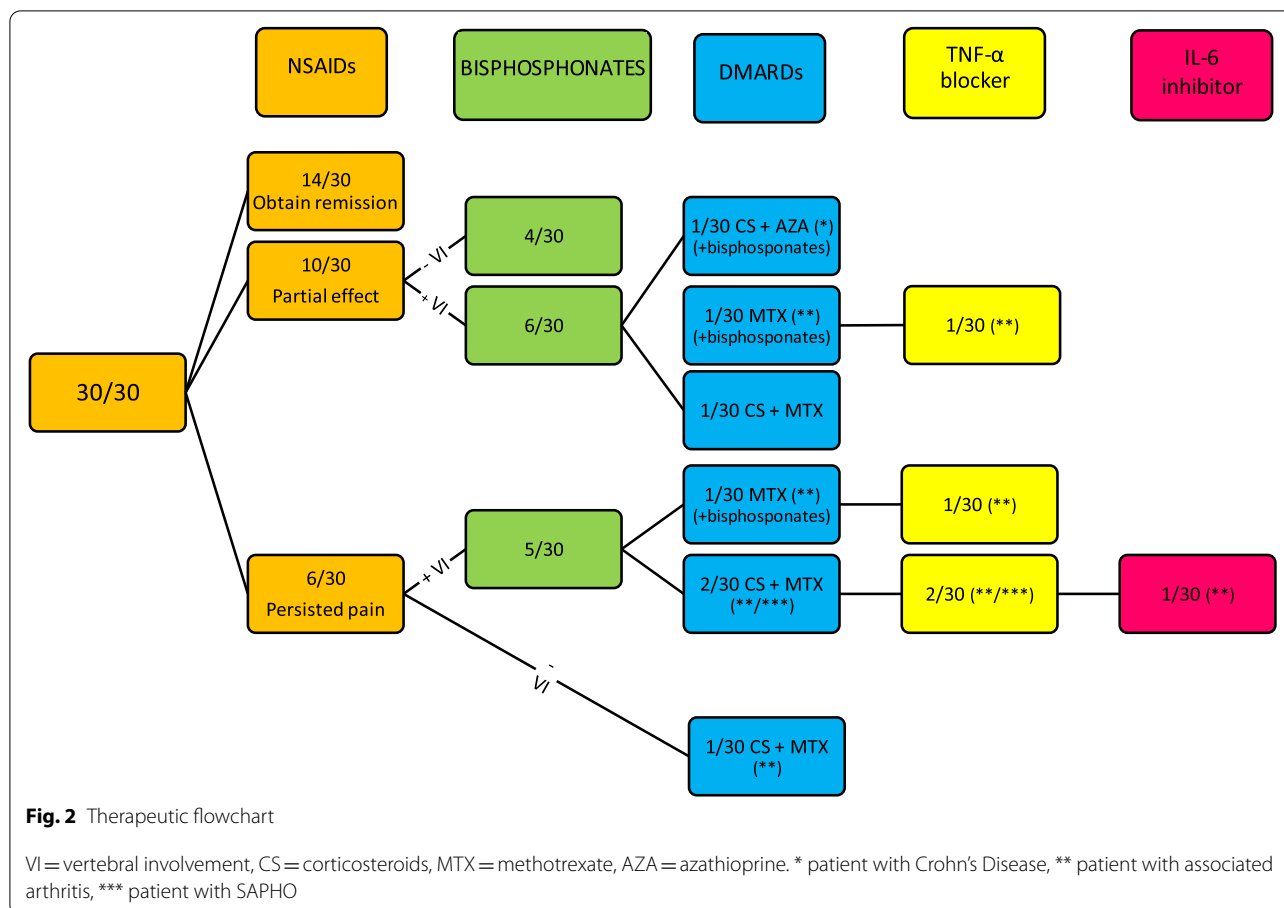 NSAIDs
BISPHOSPHONATES
DMARDs
TNF-α
blocker
IL-6
inhibitor
30/30
14/30
Obtain remission
10/30
Partial effect
- VI
+ VI
4/30
6/30
1/30 CS + AZA (*)
(+bisposponates)
1/30 MTX (**)
(+bisposponates)
1/30 CS + MTX
1/30 (**)
6/30
Persisted pain
+ VI
-
VI
5/30
1/30 MTX (**)
(+bisposponates)
2/30 CS + MTX
(**/***)
1/30 (**)
2/30 (**/***)
1/30 (**)
1/30 CS + MTX
(**)
Fig. 2 Therapeutic flowchart
VI = vertebral involvement, CS = corticosteroids, MTX = methotrexate, AZA = azathioprine. * patient with Crohn's Disease, ** patient with associated
arthritis, *** patient with SAPHO